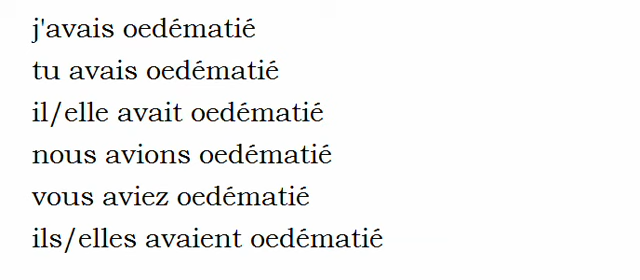 j'avais oedématié
tu avais oedématié
il/elle avait oedématié
nous avions oedématié
vous aviez oedématié
ils/elles avaient oedématié